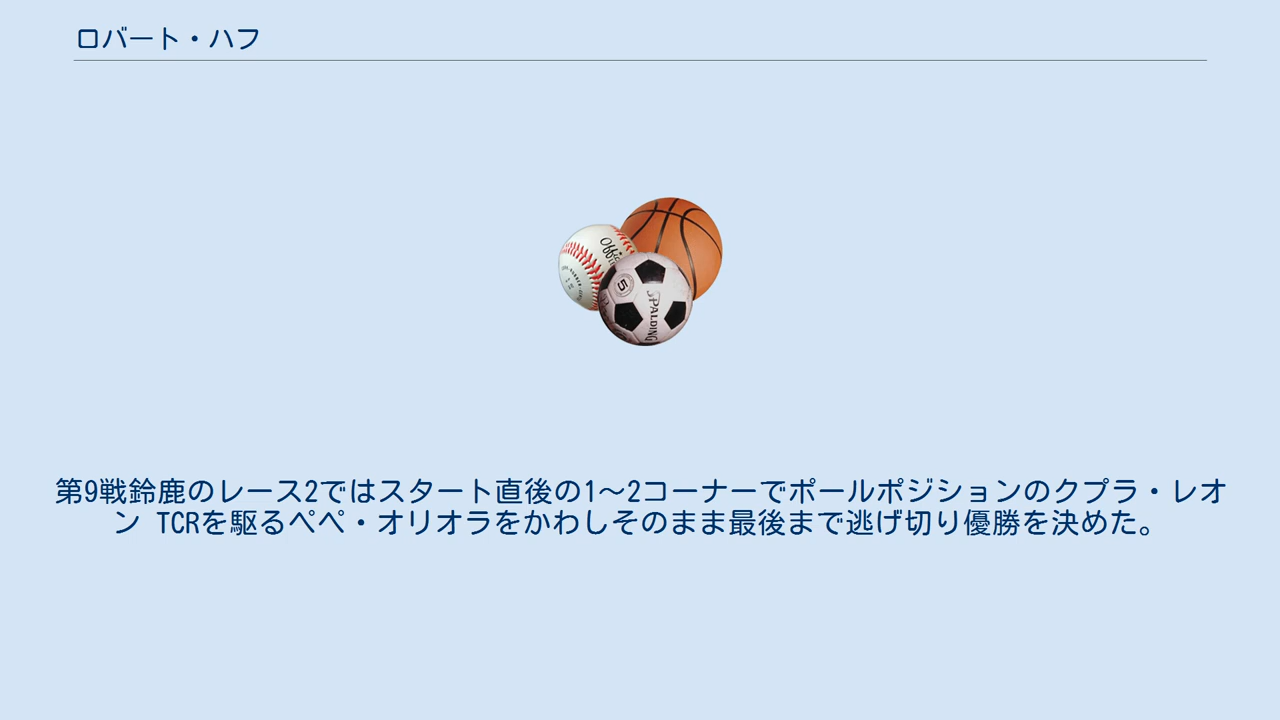 ロバート・ハフ
Offic
5
SPALDING
第9戦鈴鹿のレース2ではスタート直後の1～2コーナーでポールポジションのクプラ・レオ
ン TCRを駆るペペ・オリオラをかわしそのまま最後まで逃げ切り優勝を決めた。